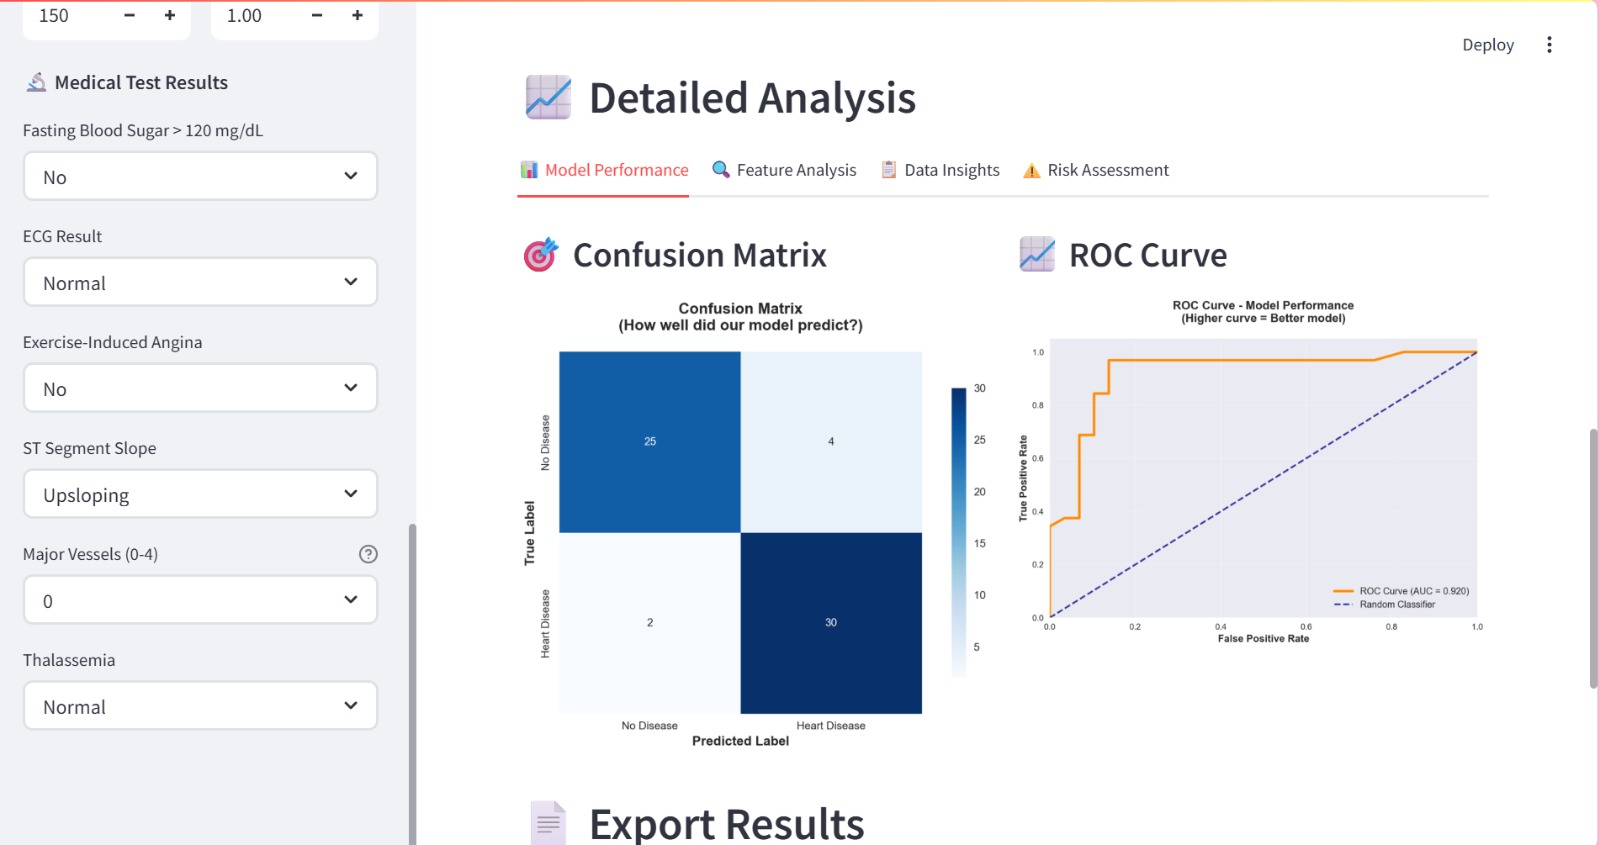 150 − +
1.00 − +
Medical Test Results
Fasting Blood Sugar > 120 mg/dL
No
ECG Result
Normal
Exercise-Induced Angina
No
ST Segment Slope
Upsloping
Major Vessels (0-4) ?
0
Thalassemia
Normal
Deploy
Detailed Analysis
Model Performance
Feature Analysis
Data Insights
Risk Assessment
Confusion Matrix
Confusion Matrix
(How well did our model predict?)
True Label
No Disease
Heart Disease
25
4
2
30
No Disease
Heart Disease
Predicted Label
30
25
20
15
10
5
ROC Curve
ROC Curve - Model Performance
(Higher curve = Better model)
True Positive Rate
1.0
0.8
0.6
0.4
0.2
0.0
ROC Curve (AUC = 0.920)
Random Classifier
0.0
0.2
0.4
0.6
0.8
1.0
False Positive Rate
Export Results